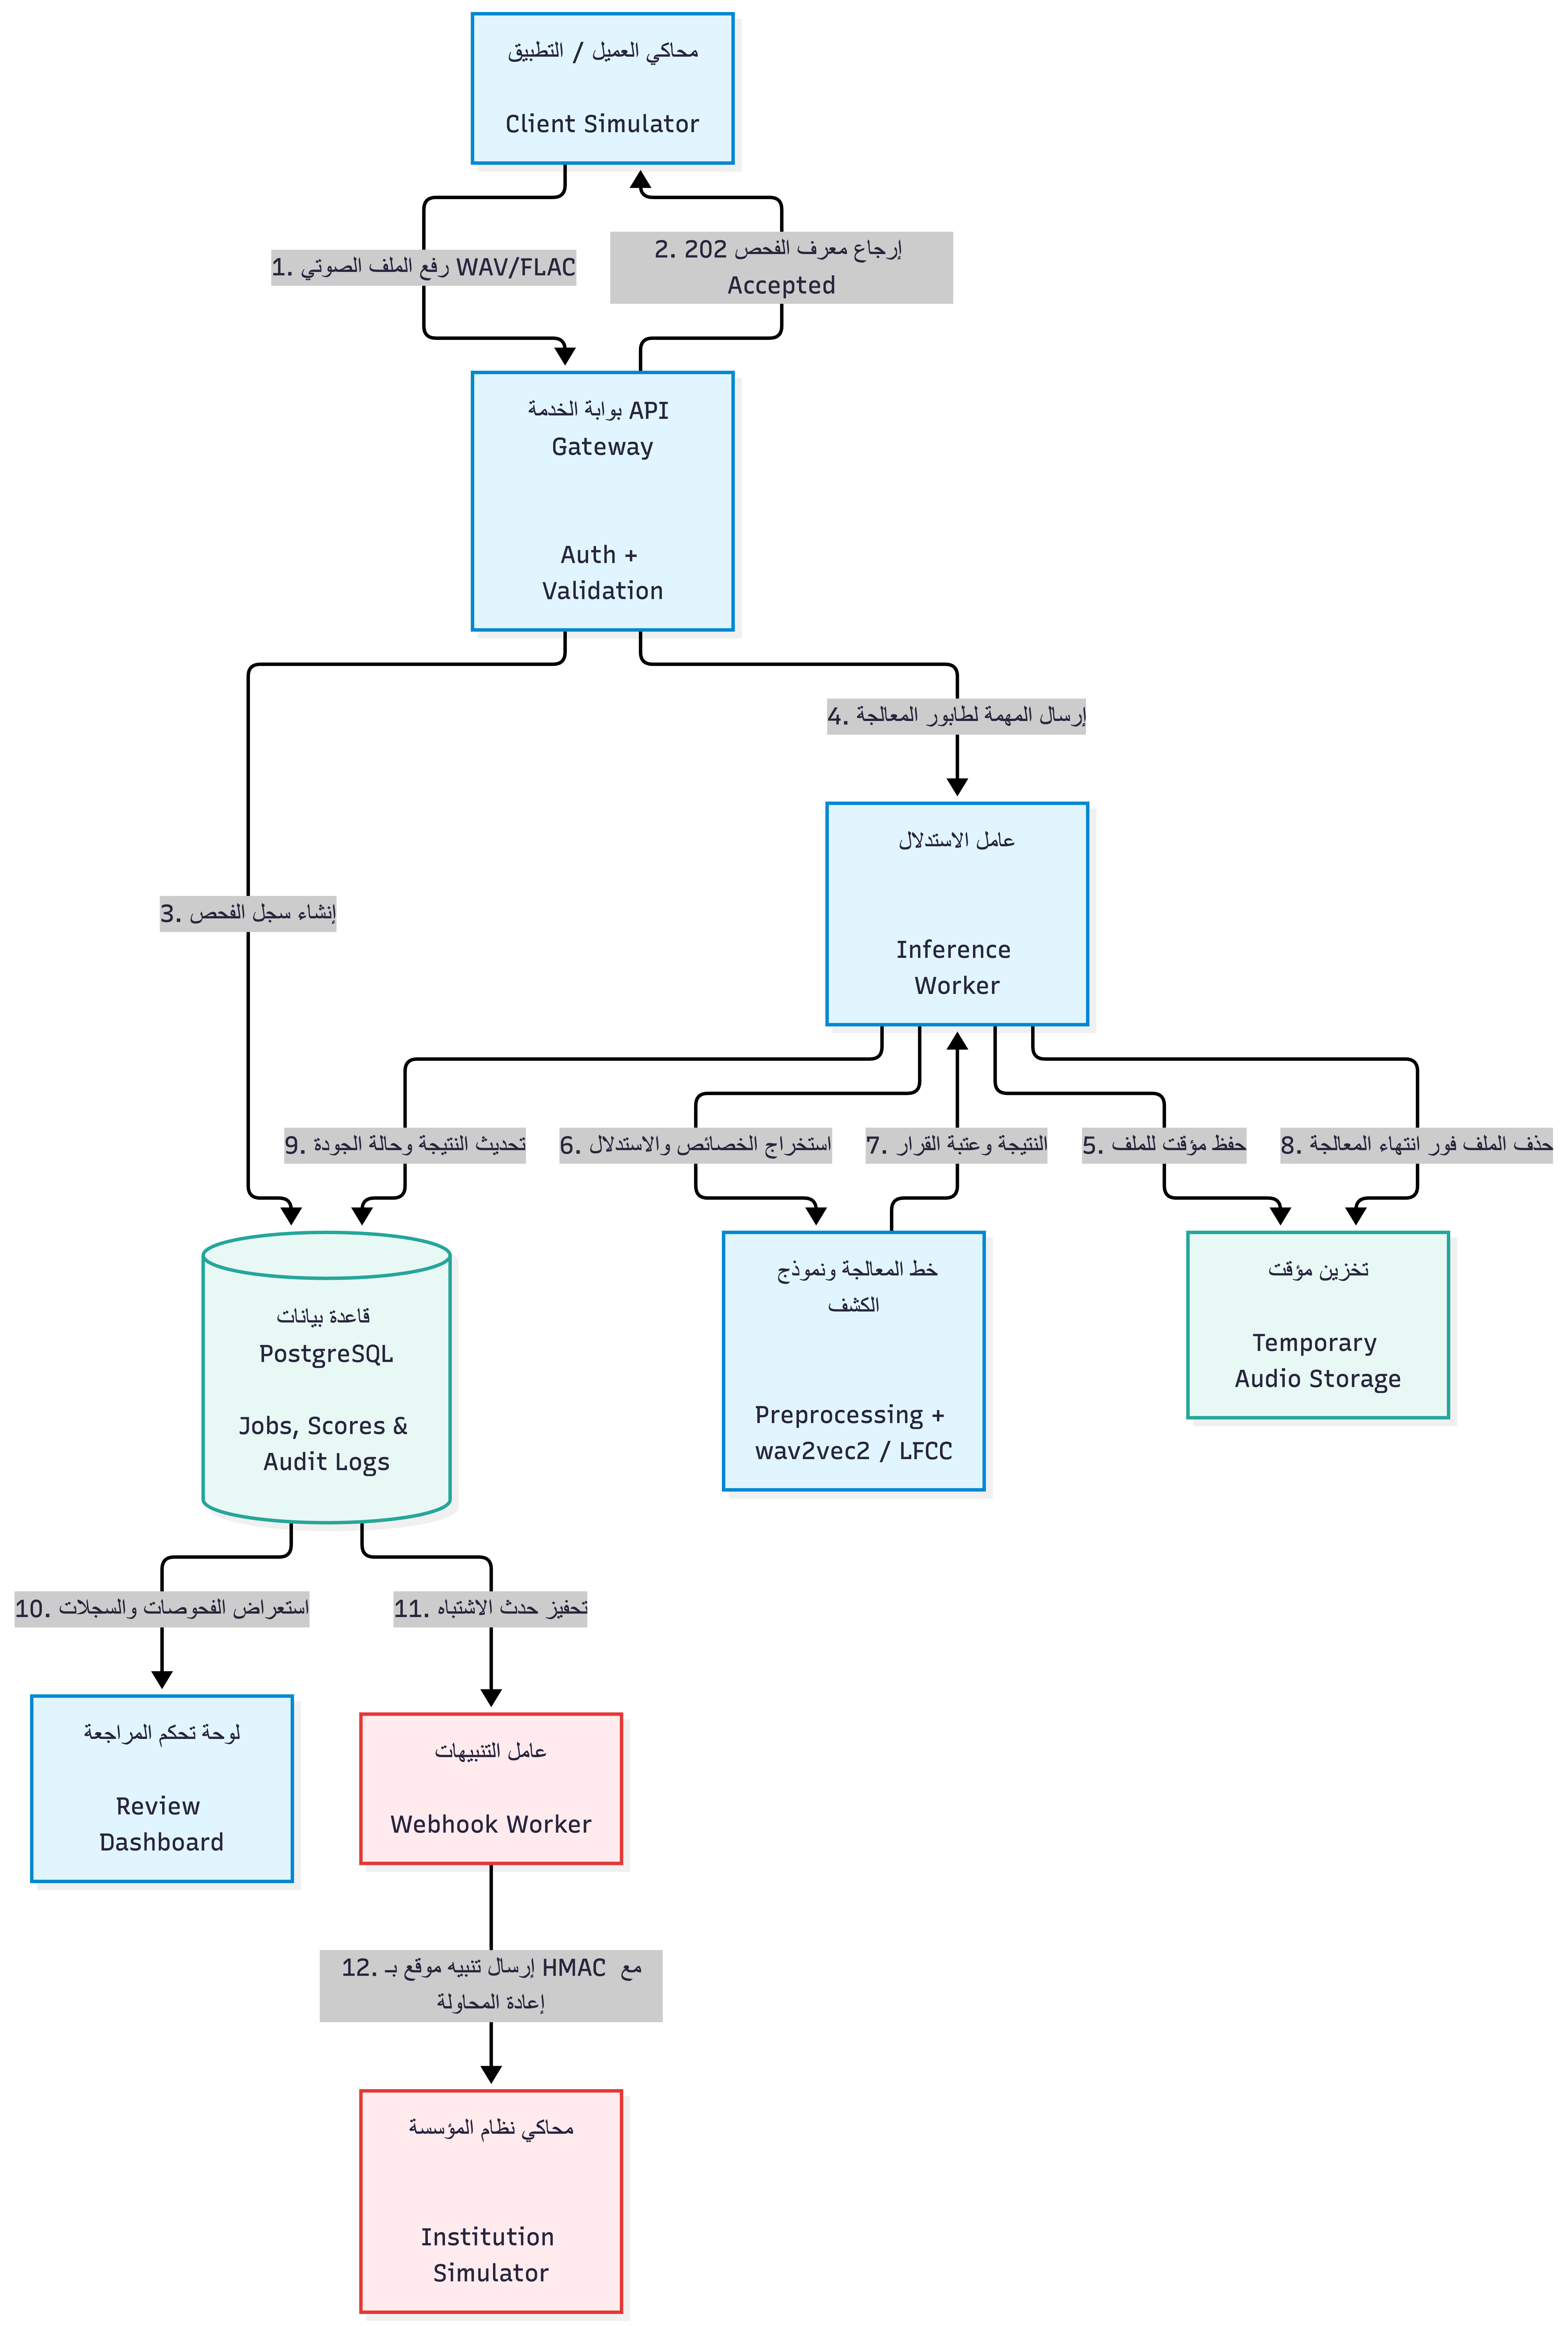 محاكي العميل / التطبيق
Client Simulator
1. رفع الملف الصوتي WAV/FLAC
2. إرجاع معرف الفحص 202
Accepted
بوابة الخدمة API
Gateway
Auth +
Validation
4. إرسال المهمة لطابور المعالجة
عامل الاستدلال
Inference
Worker
3. إنشاء سجل الفحص
9. تحديث النتيجة وحالة الجودة
6. استخراج الخصائص والاستدلال
7. النتيجة وعتبة القرار
5. حفظ مؤقت للملف
8. حذف الملف فور انتهاء المعالجة
قاعدة بيانات
PostgreSQL
Jobs, Scores &
Audit Logs
خط المعالجة ونموذج
الكشف
Preprocessing +
wav2vec2 / LFCC
تخزين مؤقت
Temporary
Audio Storage
10. استعراض الفحوصات والسجلات
11. تحفيز حدث الاشتباه
لوحة تحكم المراجعة
Review
Dashboard
عامل التنبيهات
Webhook Worker
12. إرسال تنبيه موقع بـ HMAC مع
إعادة المحاولة
محاكي نظام المؤسسة
Institution
Simulator